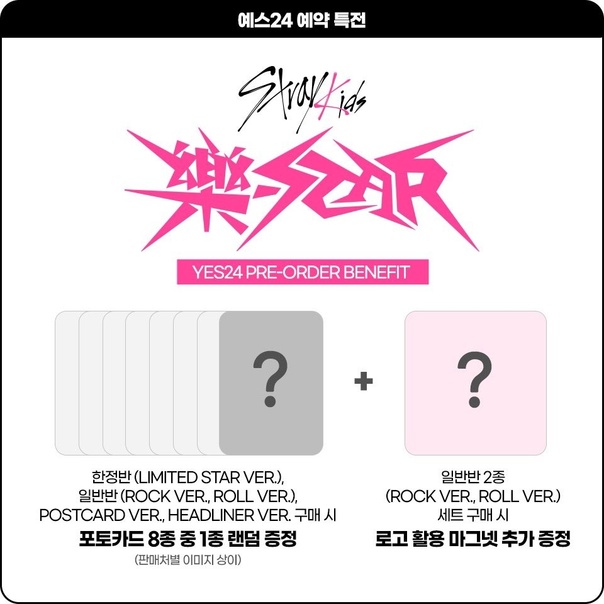 예스24 예약 특전
Stray Kids
樂-STAR
YES24 PRE-ORDER BENEFIT
?
+
?
한정반 (LIMITED STAR VER.),
일반반 (ROCK VER., ROLL VER.),
POSTCARD VER., HEADLINER VER. 구매 시
포토카드 8종 중 1종 랜덤 증정
(판매처별 이미지 상이)
일반반 2종
(ROCK VER., ROLL VER.)
세트 구매 시
로고 활용 마그넷 추가 증정